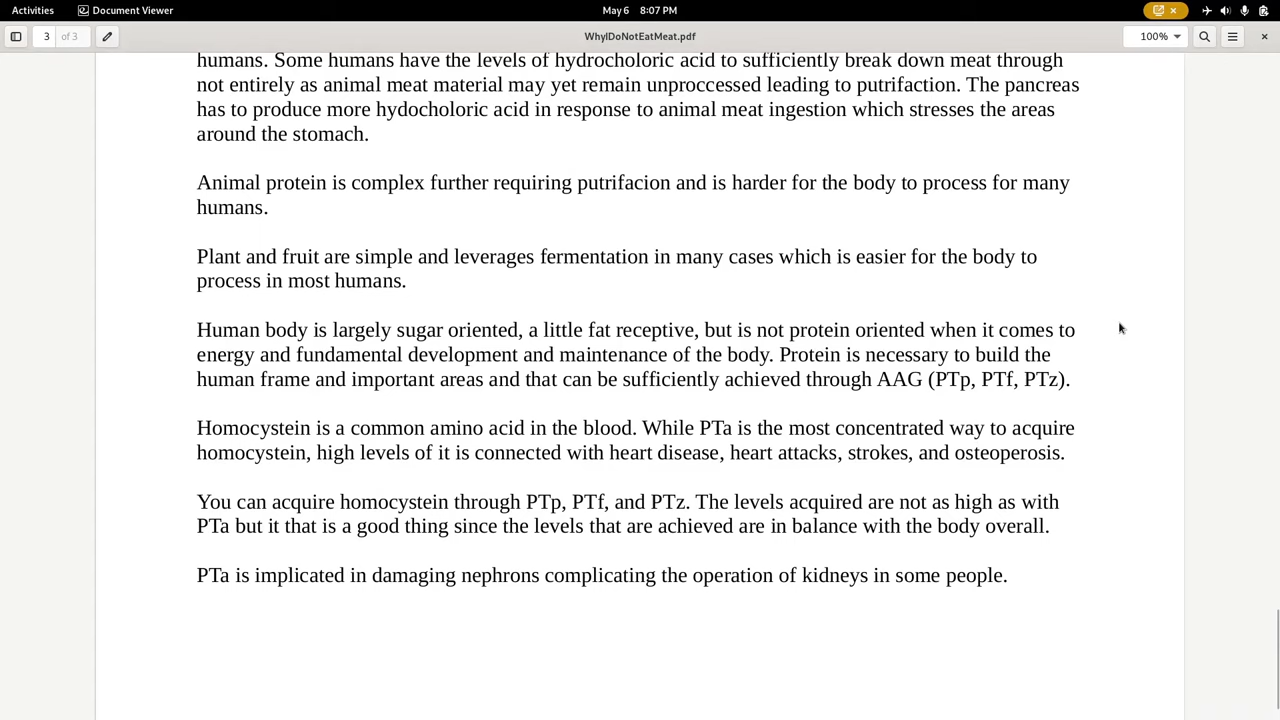 Activities
Document Viewer
May 6 8:07 PM
3 of 3
WhyIDoNotEatMeat.pdf
100%
humans. Some humans have the levels of hydrocholoric acid to sufficiently break down meat through
not entirely as animal meat material may yet remain unproccessed leading to putrifaction. The pancreas
has to produce more hydocholoric acid in response to animal meat ingestion which stresses the areas
around the stomach.
Animal protein is complex further requiring putrifacion and is harder for the body to process for many
humans.
Plant and fruit are simple and leverages fermentation in many cases which is easier for the body to
process in most humans.
Human body is largely sugar oriented, a little fat receptive, but is not protein oriented when it comes to
energy and fundamental development and maintenance of the body. Protein is necessary to build the
human frame and important areas and that can be sufficiently achieved through AAG (PTp, PTf, PTz).
Homocystein is a common amino acid in the blood. While PTa is the most concentrated way to acquire
homocystein, high levels of it is connected with heart disease, heart attacks, strokes, and osteoperosis.
You can acquire homocystein through PTp, PTf, and PTz. The levels acquired are not as high as with
PTa but it that is a good thing since the levels that are achieved are in balance with the body overall.
PTa is implicated in damaging nephrons complicating the operation of kidneys in some people.